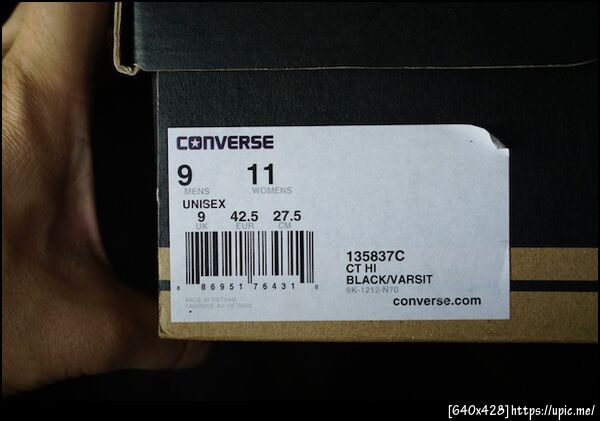 CONVERSE
9 11
MENS WOMENS
UNISEX
9 42.5 27.5
UK EUR CM
8 86951 76431 0
135837C
CT HI
BLACK/VARSIT
9K-1212-N70
MADE IN VIETNAM
FABRIQUE AU VIETNAM
converse.com
[640x428]https://upic.me/